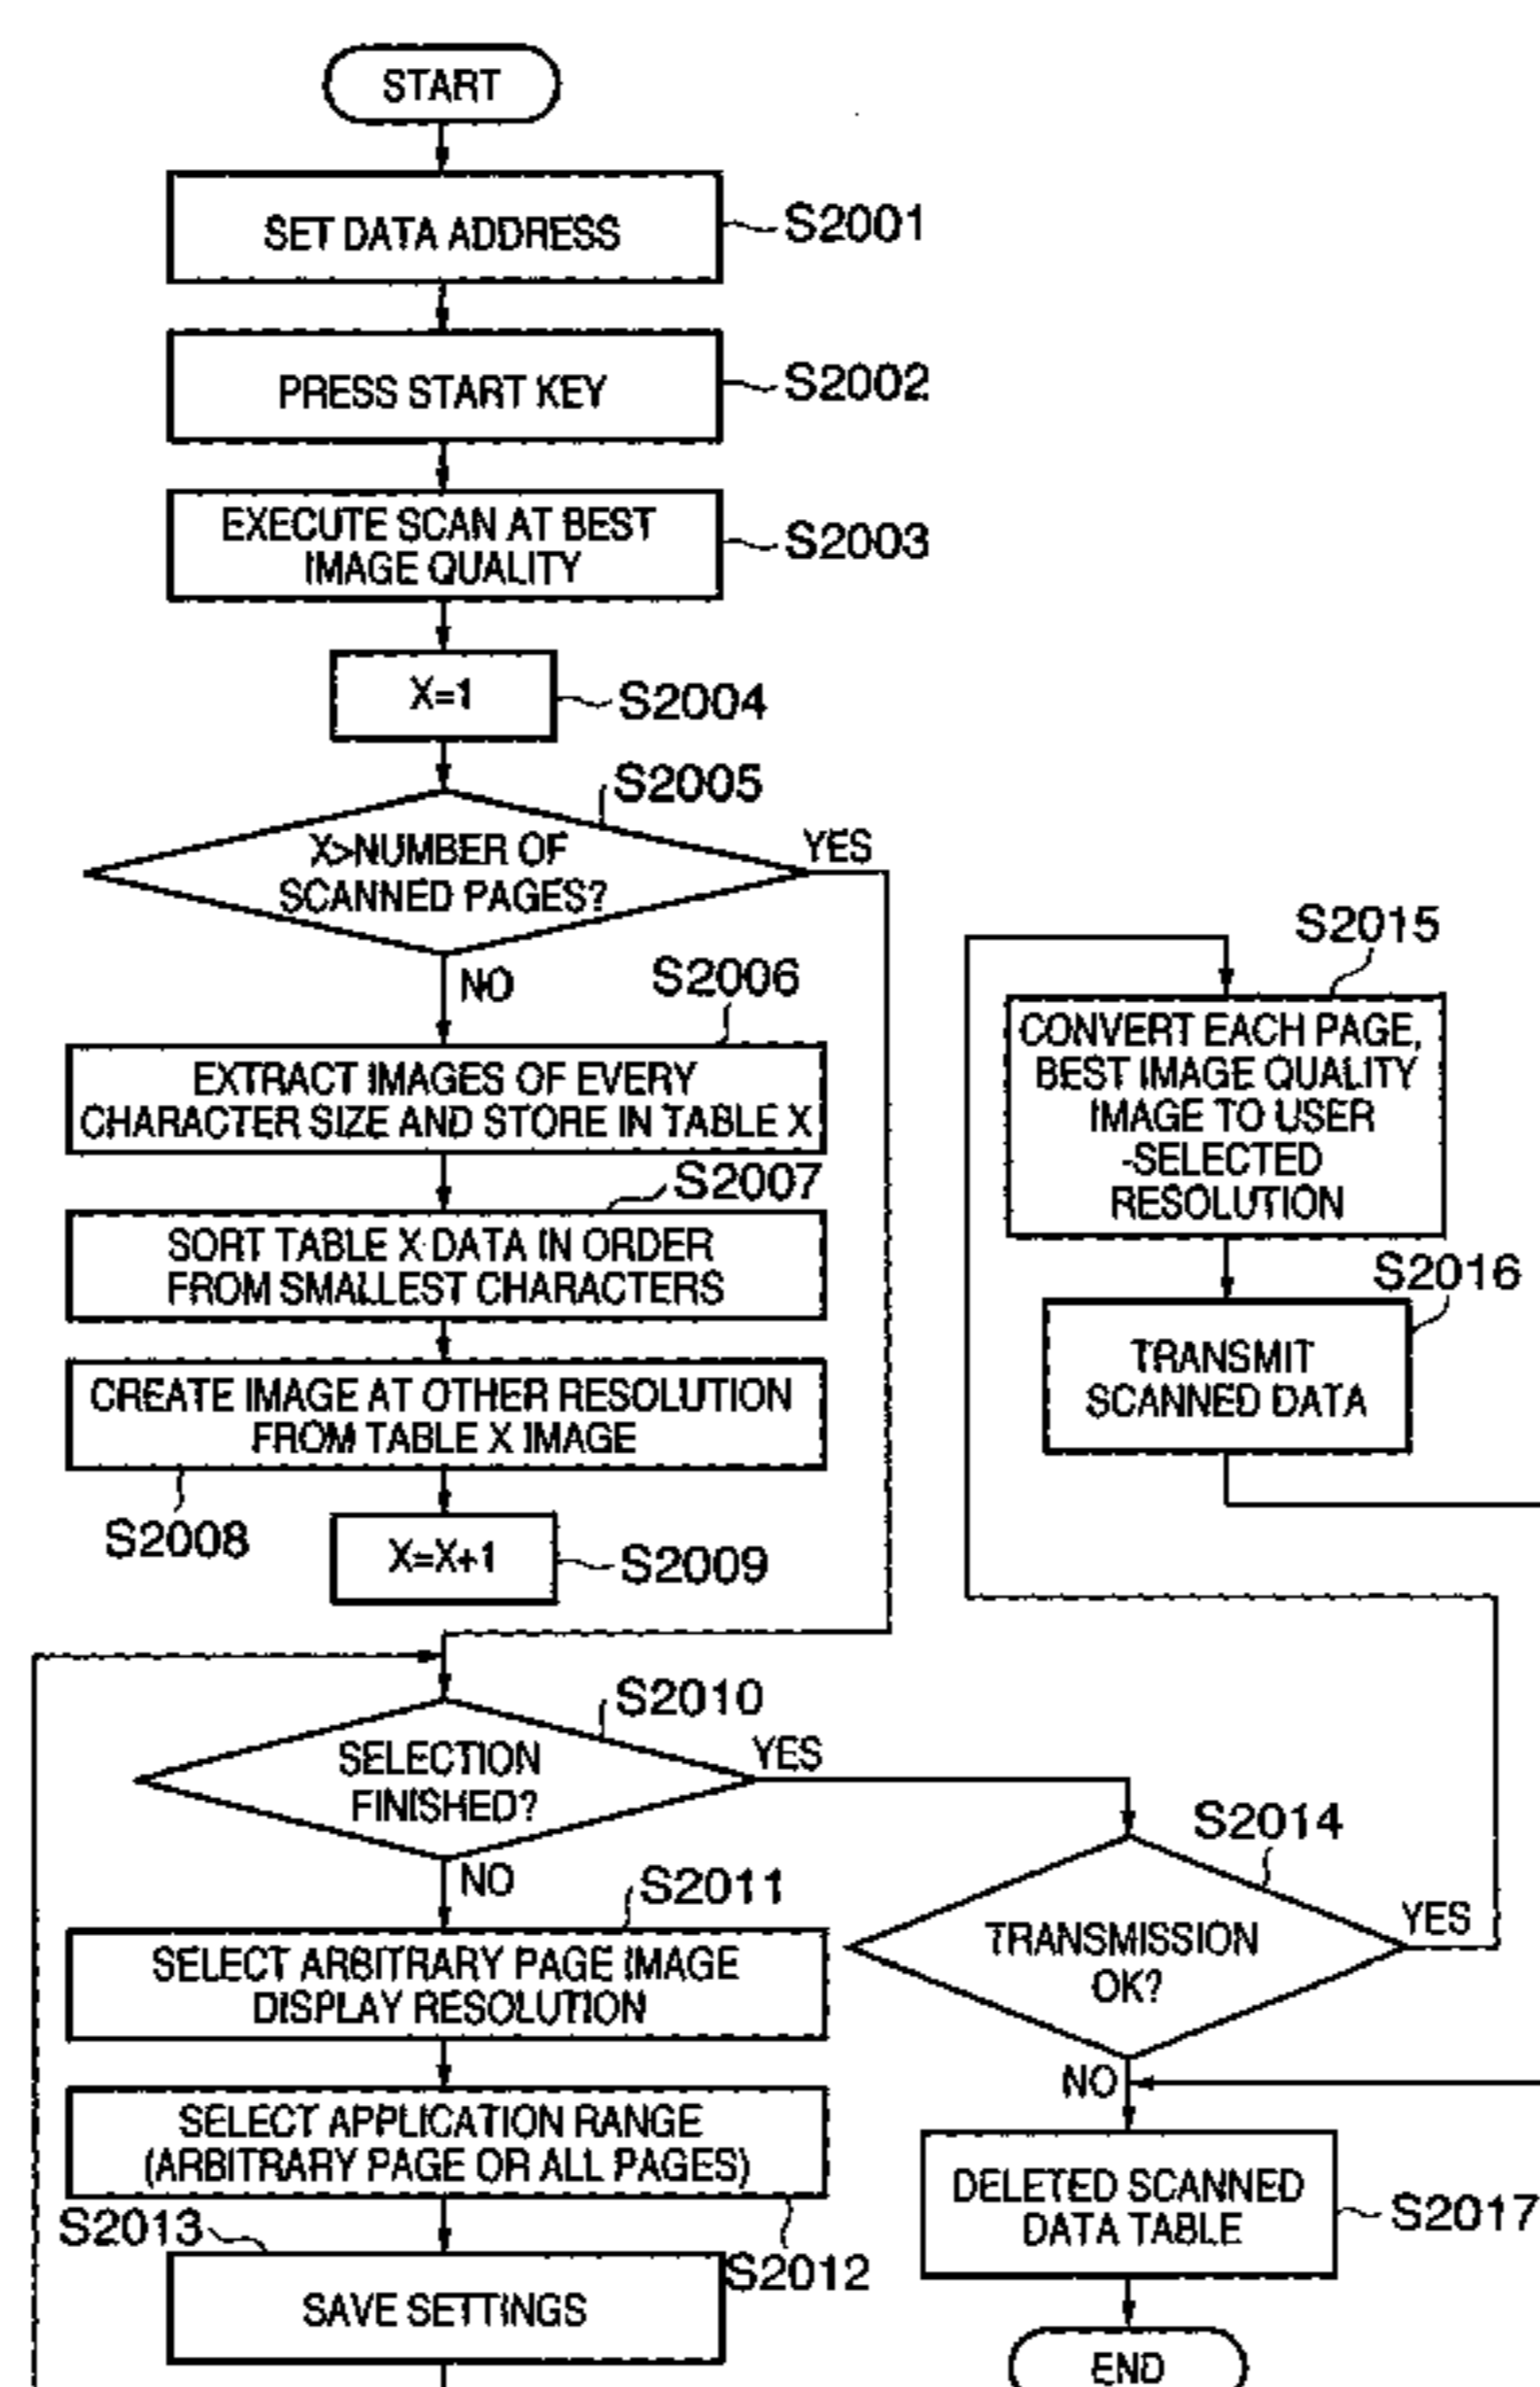 START
SET DATA ADDRESS
S2001
PRESS START KEY
S2002
EXECUTE SCAN AT BEST
IMAGE QUALITY
S2003
X=1
S2004
S2005
X>NUMBER OF
SCANNED PAGES?
YES
NO
S2006
EXTRACT IMAGES OF EVERY
CHARACTER SIZE AND STORE IN TABLE X
S2007
SORT TABLE X DATA IN ORDER
FROM SMALLEST CHARACTERS
CREATE IMAGE AT OTHER RESOLUTION
FROM TABLE X IMAGE
S2008
X=X+1
S2009
S2010
SELECTION
FINISHED?
YES
NO
S2011
SELECT ARBITRARY PAGE IMAGE
DISPLAY RESOLUTION
SELECT APPLICATION RANGE
(ARBITRARY PAGE OR ALL PAGES)
S2012
S2013
SAVE SETTINGS
S2014
TRANSMISSION
OK?
YES
NO
S2015
CONVERT EACH PAGE,
BEST IMAGE QUALITY
IMAGE TO USER
-SELECTED
RESOLUTION
S2016
TRANSMIT
SCANNED DATA
DELETED SCANNED
DATA TABLE
S2017
END